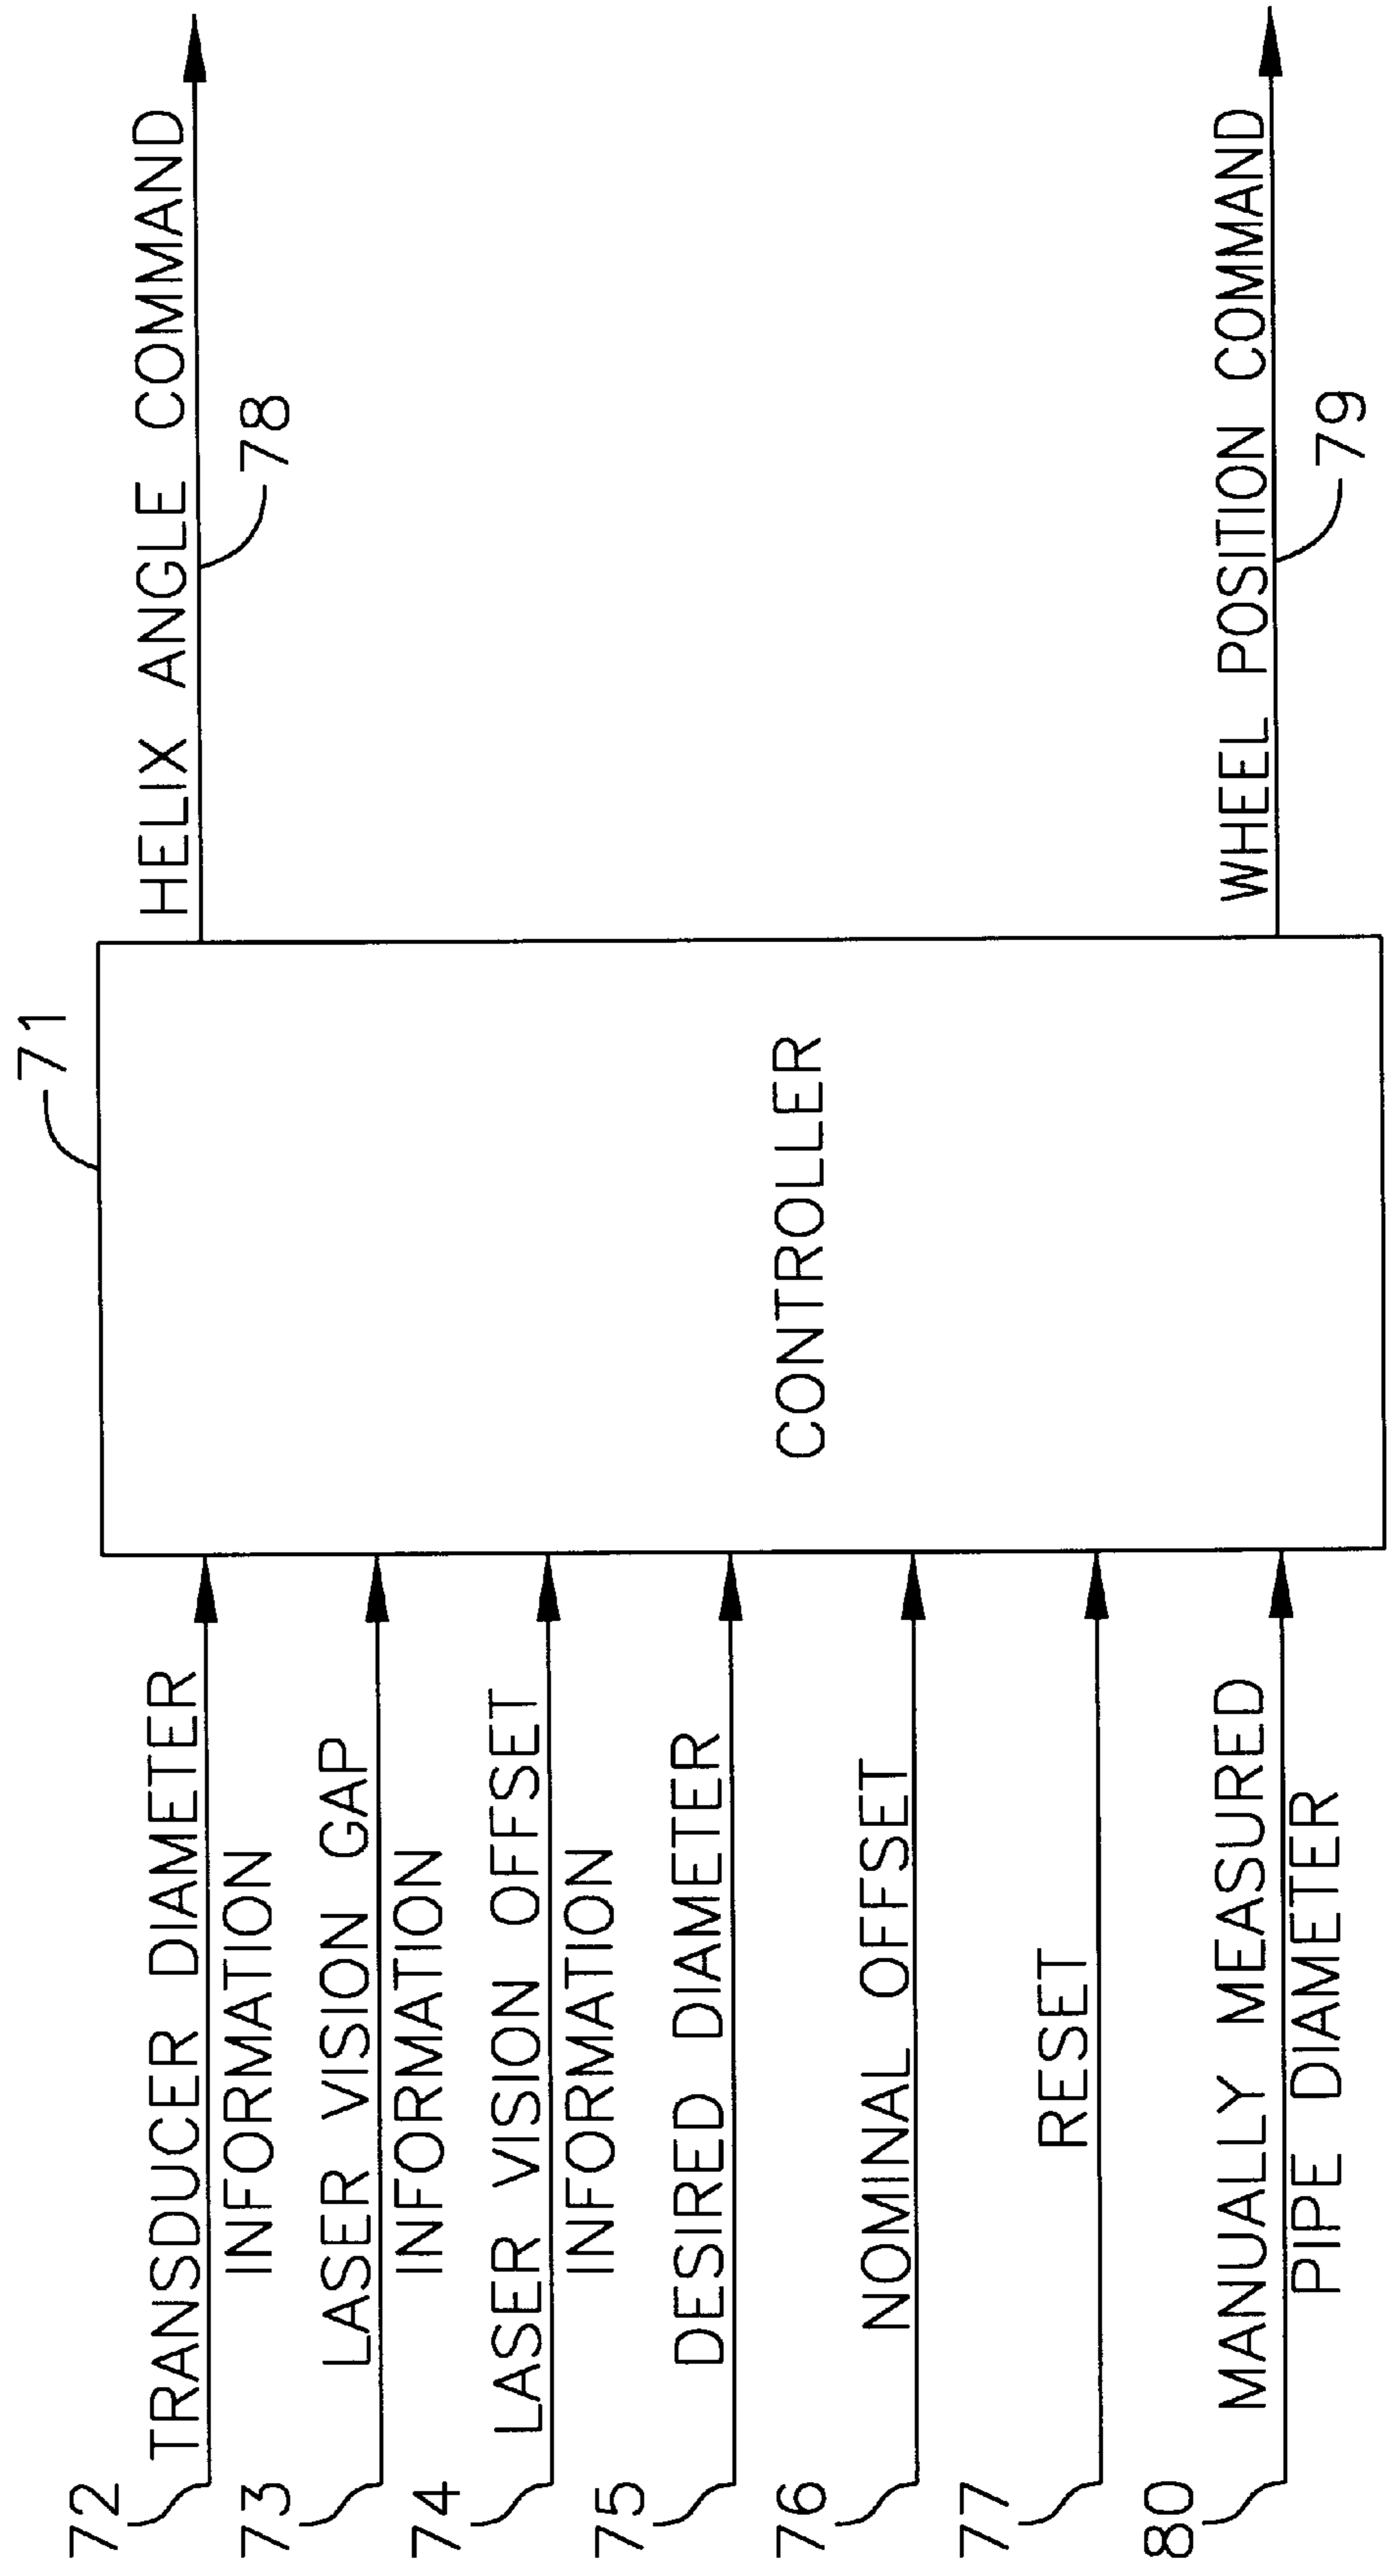 71
72
TRANSDUCER DIAMETER
INFORMATION
73
LASER VISION GAP
INFORMATION
74
LASER VISION OFFSET
INFORMATION
75
DESIRED DIAMETER
76
NOMINAL OFFSET
77
RESET
80
MANUALLY MEASURED
PIPE DIAMETER
CONTROLLER
HELIX ANGLE COMMAND
78
WHEEL POSITION COMMAND
79